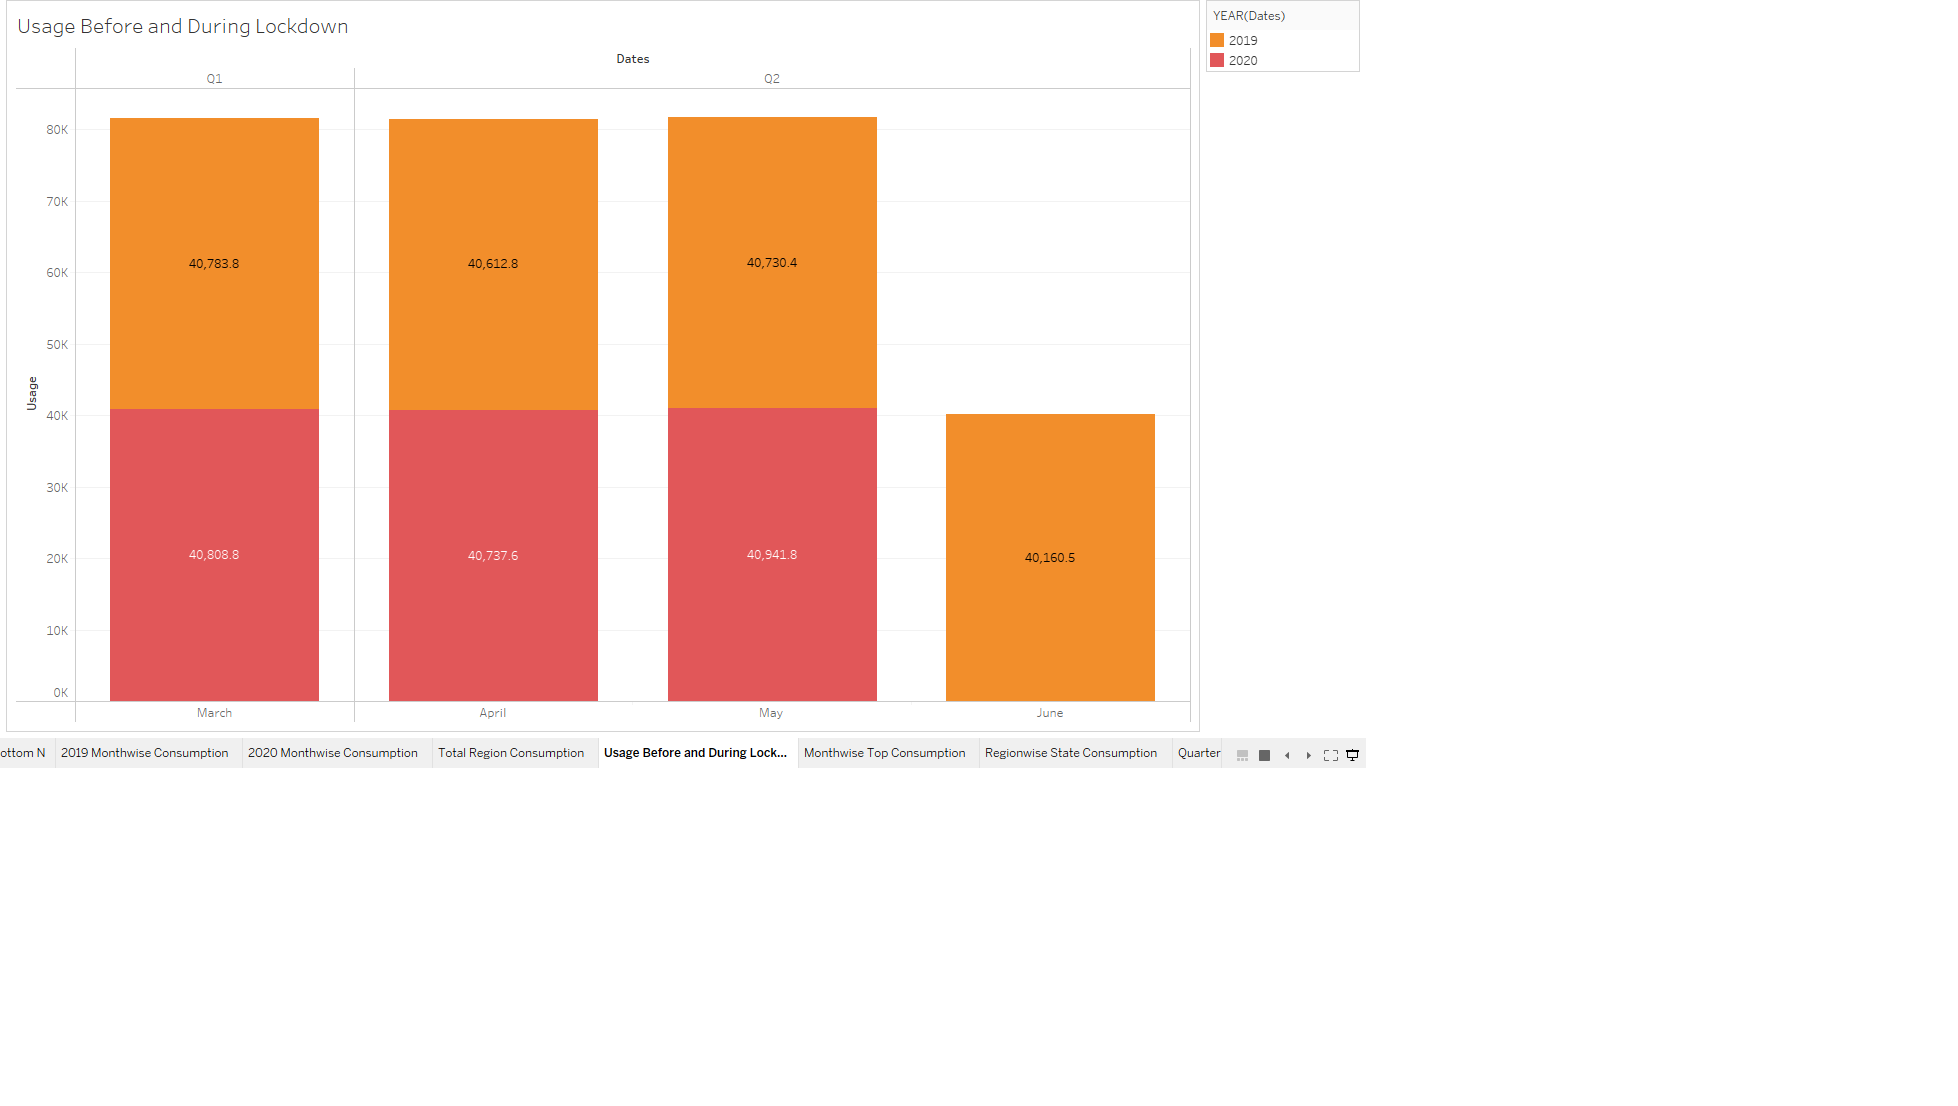 Usage Before and During Lockdown
YEAR(Dates)
2019
2020
Dates
Q1
Q2
80K
70K
60K
50K
40K
30K
20K
10K
0K
Usage
40,783.8
40,612.8
40,730.4
40,808.8
40,737.6
40,941.8
40,160.5
March
April
May
June
ottom N
2019 Monthwise Consumption
2020 Monthwise Consumption
Total Region Consumption
Usage Before and During Lock...
Monthwise Top Consumption
Regionwise State Consumption
Quarter